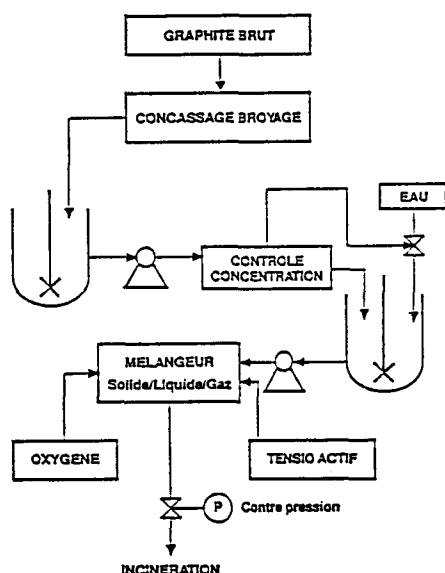 GRAPHITE BRUT
CONCASSAGE BROYAGE
EAU
CONTROLE
CONCENTRATION
MELANGEUR
Solide/Liquide/Gaz
OXYGENE
TENSIO ACTIF
P
Contre pression
INCINERATION